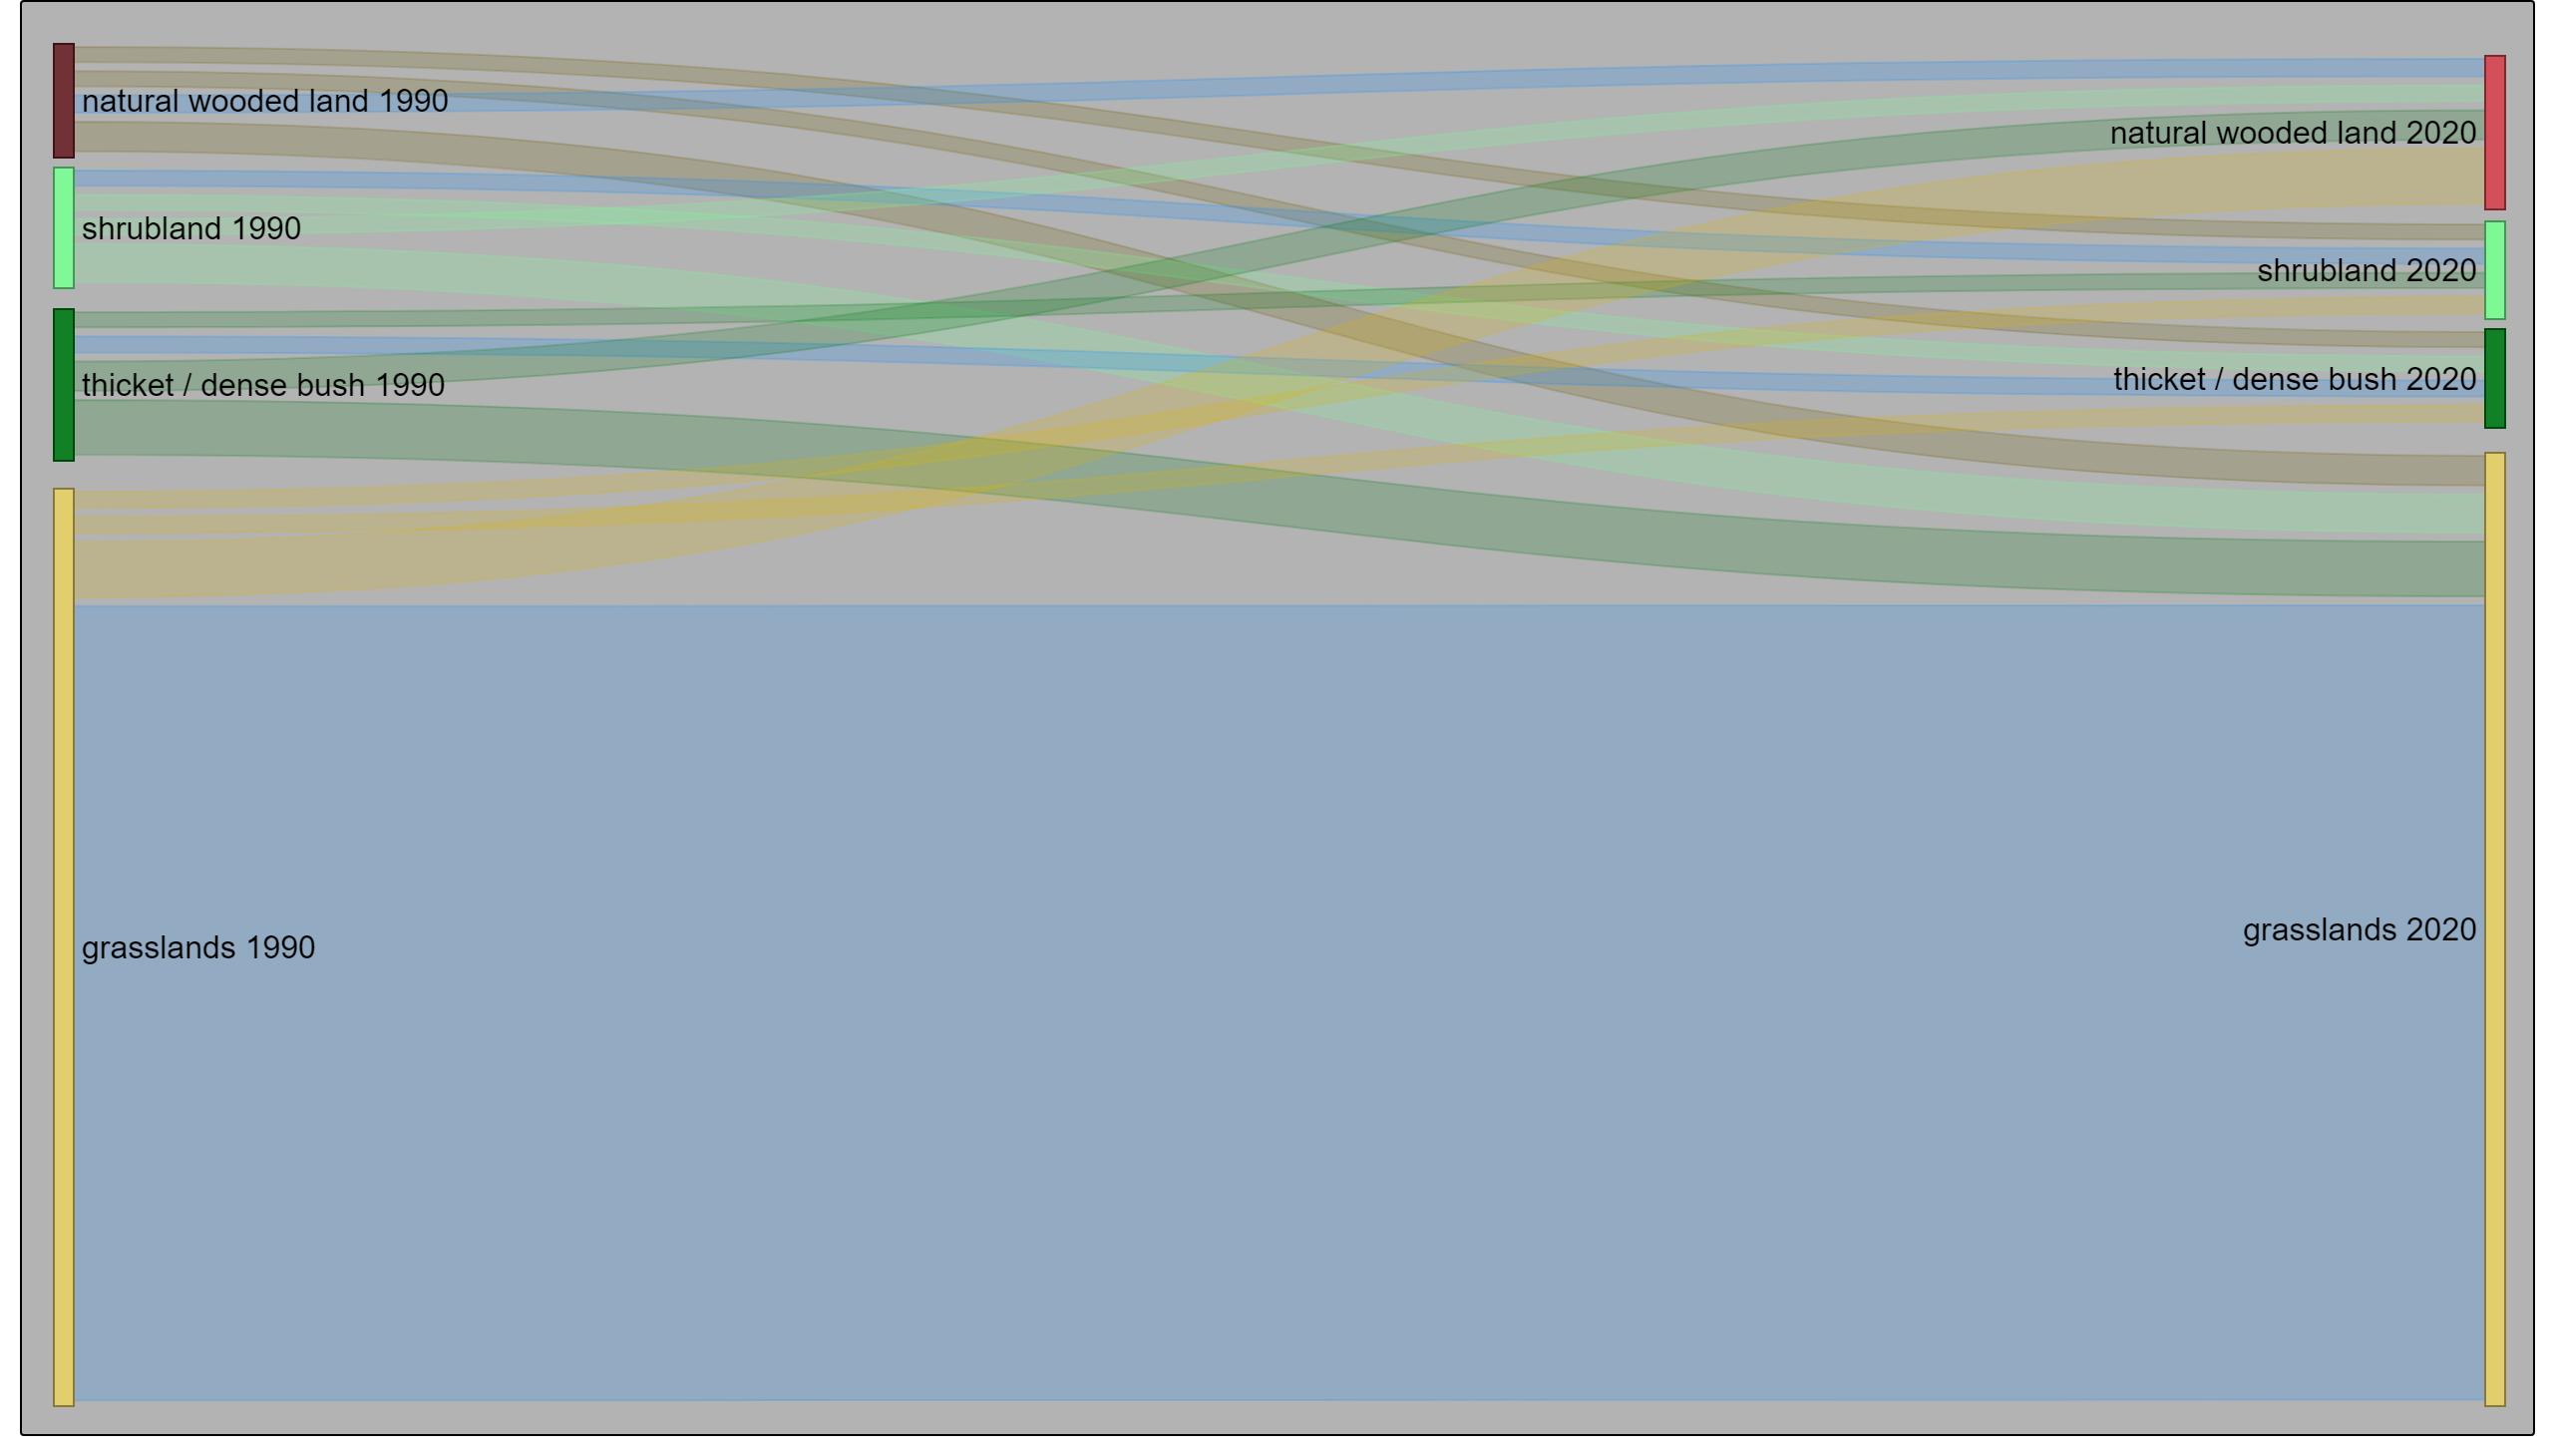 natural wooded land 1990
natural wooded land 2020
shrubland 1990
shrubland 2020
thicket / dense bush 1990
thicket / dense bush 2020
grasslands 1990
grasslands 2020